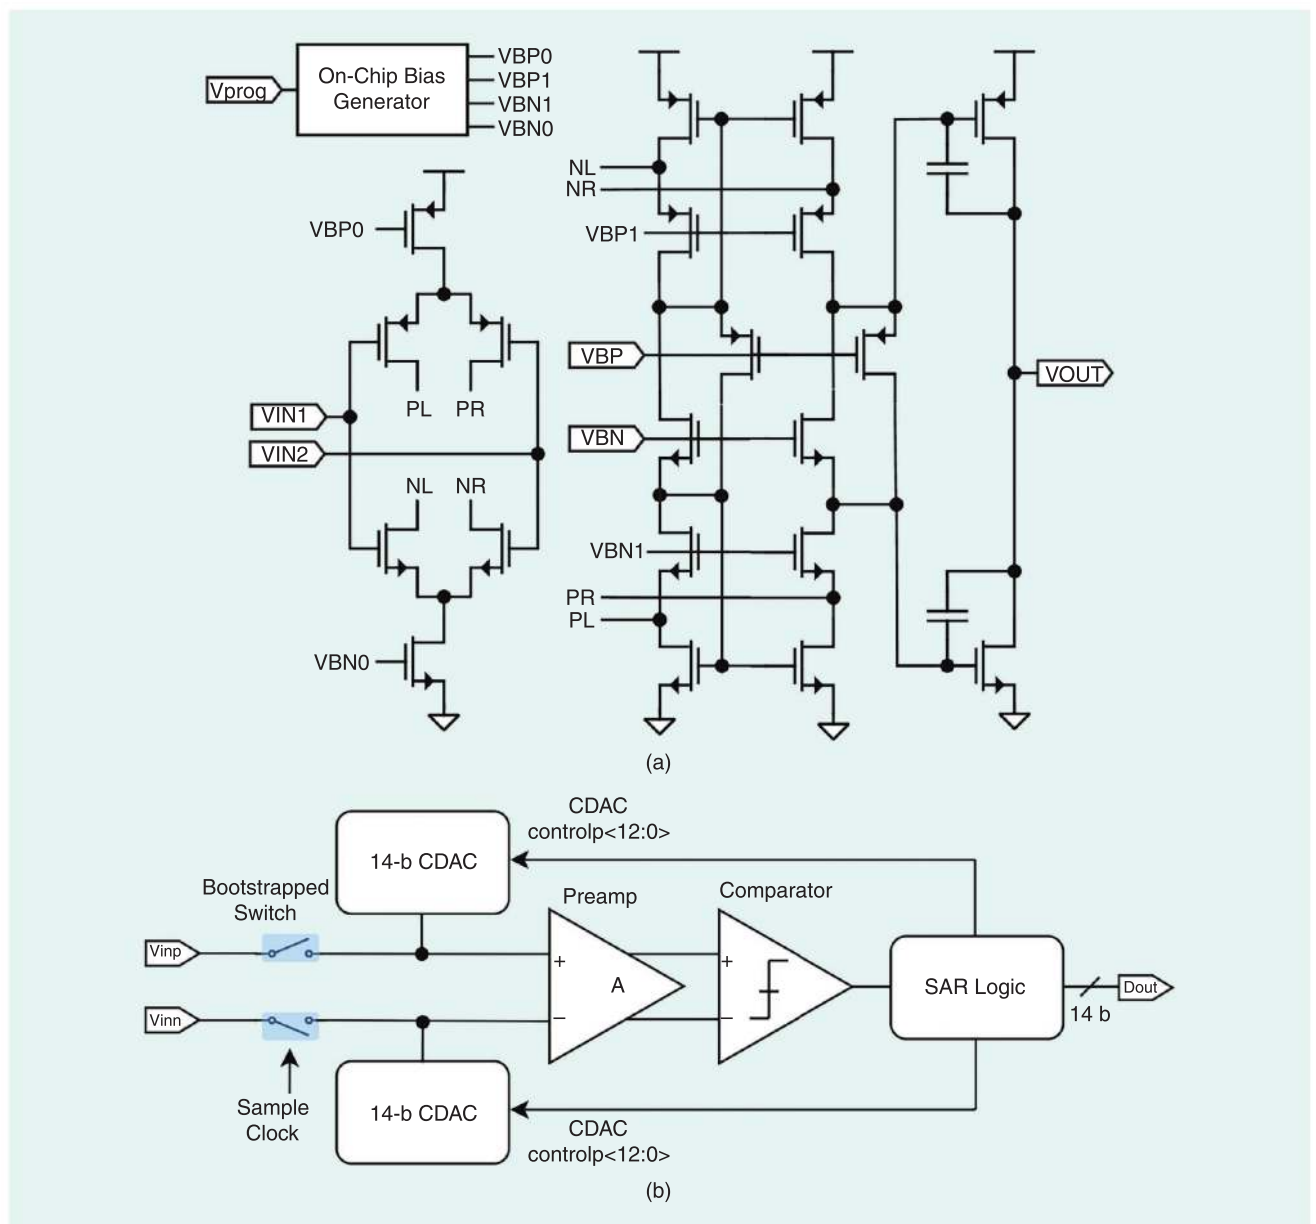 Vprog
On-Chip Bias
Generator
VBP0
VBP1
VBN1
VBN0
VBP0
PL
PR
VIN1
VIN2
NL
NR
VBN0
NL
NR
VBP1
VBP
VBN
VBN1
PR
PL
VOUT
(a)
CDAC
controlp<12:0>
14-b CDAC
Bootstrapped
Switch
Preamp
Comparator
Vinp
+
A
+
SAR Logic
Dout
14 b
Vinn
−
−
Sample
Clock
14-b CDAC
CDAC
controlp<12:0>
(b)